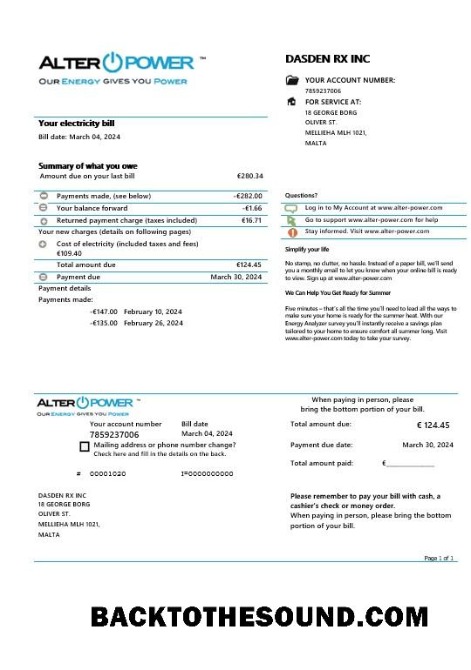 ALTER POWER ™
OUR ENERGY GIVES YOU POWER
DASDEN RX INC
YOUR ACCOUNT NUMBER:
7859237006
FOR SERVICE AT:
18 GEORGE BORG
OLIVER ST.
MELLIEHA MLH 1021,
MALTA
Your electricity bill
Bill date: March 04, 2024
Summary of what you owe
Amount due on your last bill €280.34
Payments made, (see below) -€282.00
Your balance forward -€1.66
Returned payment charge (taxes included) €16.71
Your new charges (details on following pages)
Cost of electricity (included taxes and fees)
€109.40
Total amount due €124.45
Payment due March 30, 2024
Payment details
Payments made:
-€147.00 February 10, 2024
-€135.00 February 26, 2024
Questions?
Log in to My Account at www.alter-power.com
Go to support www.alter-power.com for help
Stay informed. Visit www.alter-power.com
Simplify your life
No stamp, no clutter, no hassle. Instead of a paper bill, we'll send
you a monthly email to let you know when your online bill is ready
to view. Sign up at www.alter-power.com
We Can Help You Get Ready for Summer
Five minutes – that's all the time you'll need to lead all the ways to
make sure your home is ready for the summer heat. With our
Energy Analyzer survey you'll instantly receive a savings plan
tailored to your home to ensure comfort all summer long. Visit
www.alter-power.com today to take your survey.
ALTER POWER ™
OUR ENERGY GIVES YOU POWER
Your account number Bill date
7859237006 March 04, 2024
Mailing address or phone number change?
Check here and fill in the details on the back.
# 00001020 1*0000000000
DASDEN RX INC
18 GEORGE BORG
OLIVER ST.
MELLIEHA MLH 1021,
MALTA
When paying in person, please
bring the bottom portion of your bill.
Total amount due: € 124.45
Payment due date: March 30, 2024
Total amount paid: €
Please remember to pay your bill with cash, a
cashier's check or money order.
When paying in person, please bring the bottom
portion of your bill.
Page 1 of 1
BACKTOTHESOUND.COM